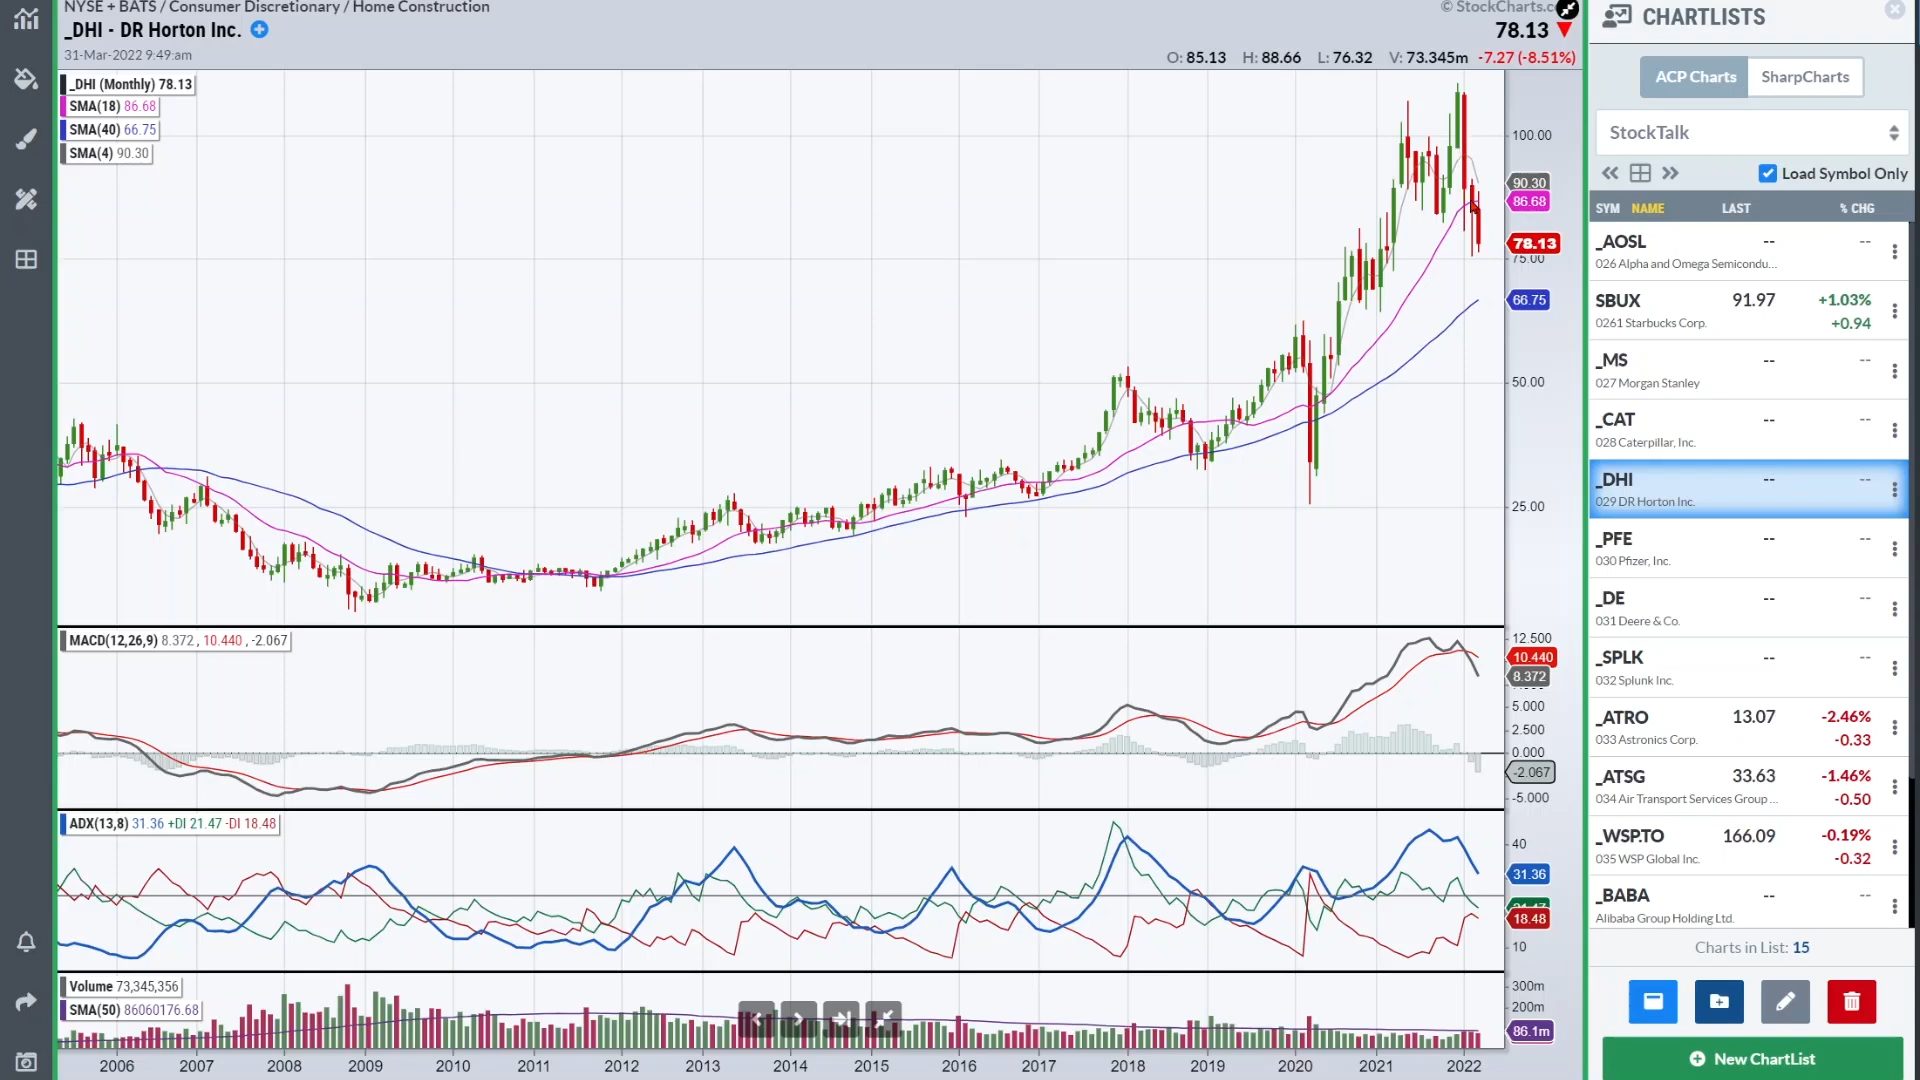 NYSE + BATS / Consumer Discretionary / Home Construction
© StockCharts.c
_DHI - DR Horton Inc.
78.13
31-Mar-2022 9:49:am
O: 85.13 H: 88.66 L: 76.32 V: 73.345m -7.27 (-8.51%)
_DHI (Monthly) 78.13
SMA(18) 86.68
SMA(40) 66.75
SMA(4) 90.30
100.00
90.30
86.68
78.13
75.00
66.75
50.00
25.00
MACD(12,26,9) 8.372, 10.440, -2.067
12.500
10.440
8.372
5.000
2.500
0.000
-2.067
-5.000
ADX(13,8) 31.36 +DI 21.47 -DI 18.48
40
31.36
21.47
18.48
10
Volume 73,345,356
SMA(50) 86060176.68
300m
200m
86.1m
2006 2007 2008 2009 2010 2011 2012 2013 2014 2015 2016 2017 2018 2019 2020 2021 2022
CHARTLISTS
ACP Charts SharpCharts
StockTalk
Load Symbol Only
SYM NAME LAST % CHG
_AOSL -- --
026 Alpha and Omega Semicondu...
SBUX 91.97 +1.03%
0261 Starbucks Corp. +0.94
_MS -- --
027 Morgan Stanley
_CAT -- --
028 Caterpillar, Inc.
_DHI -- --
029 DR Horton Inc.
_PFE -- --
030 Pfizer, Inc.
_DE -- --
031 Deere & Co.
_SPLK -- --
032 Splunk Inc.
_ATRO 13.07 -2.46%
033 Astronics Corp. -0.33
_ATSG 33.63 -1.46%
034 Air Transport Services Group ... -0.50
_WSP.TO 166.09 -0.19%
035 WSP Global Inc. -0.32
_BABA -- --
Alibaba Group Holding Ltd.
Charts in List: 15
New ChartList